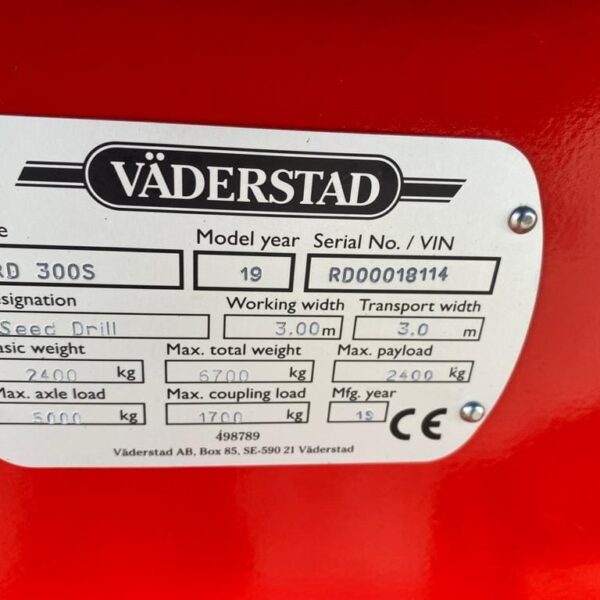 VÄDERSTAD
Model year Serial No. / VIN
RD 300S 19 RD00018114
esignation Working width Transport width
Seed Drill 3.00m 3.0 m
asic weight Max. total weight Max. payload
2400 kg 6700 kg 2400 kg
Max. axle load Max. coupling load Mfg. year
5000 kg 1700 kg 19 CE
498789
Väderstad AB, Box 85, SE-590 21 Väderstad